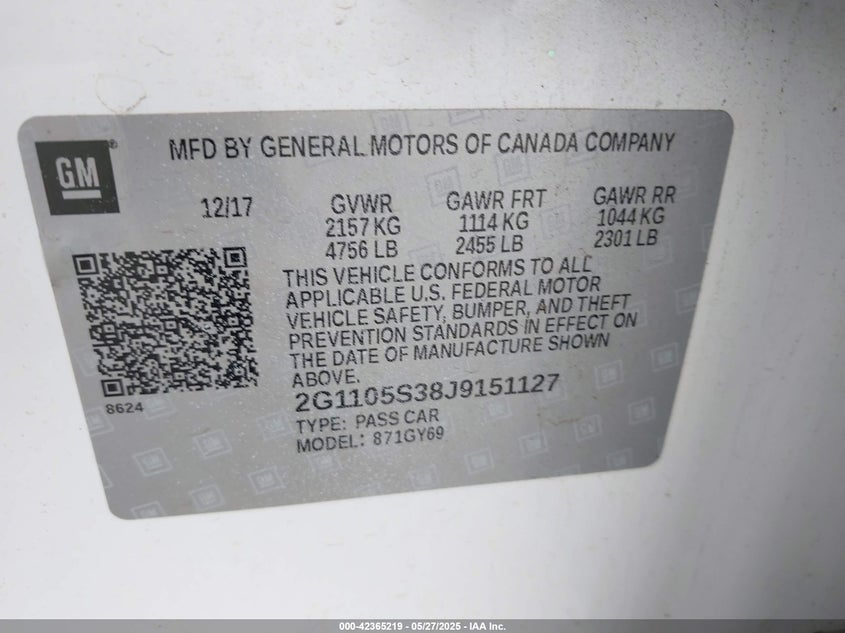 MFD BY GENERAL MOTORS OF CANADA COMPANY
GM®
12/17 GVWR GAWR FRT GAWR RR
2157 KG 1114 KG 1044 KG
4756 LB 2455 LB 2301 LB
THIS VEHICLE CONFORMS TO ALL
APPLICABLE U.S. FEDERAL MOTOR
VEHICLE SAFETY, BUMPER, AND THEFT
PREVENTION STANDARDS IN EFFECT ON
THE DATE OF MANUFACTURE SHOWN
ABOVE.
8624
2G1105S38J9151127
TYPE: PASS CAR
MODEL: 871GY69
000-42365219 - 05/27/2025 - IAA Inc.